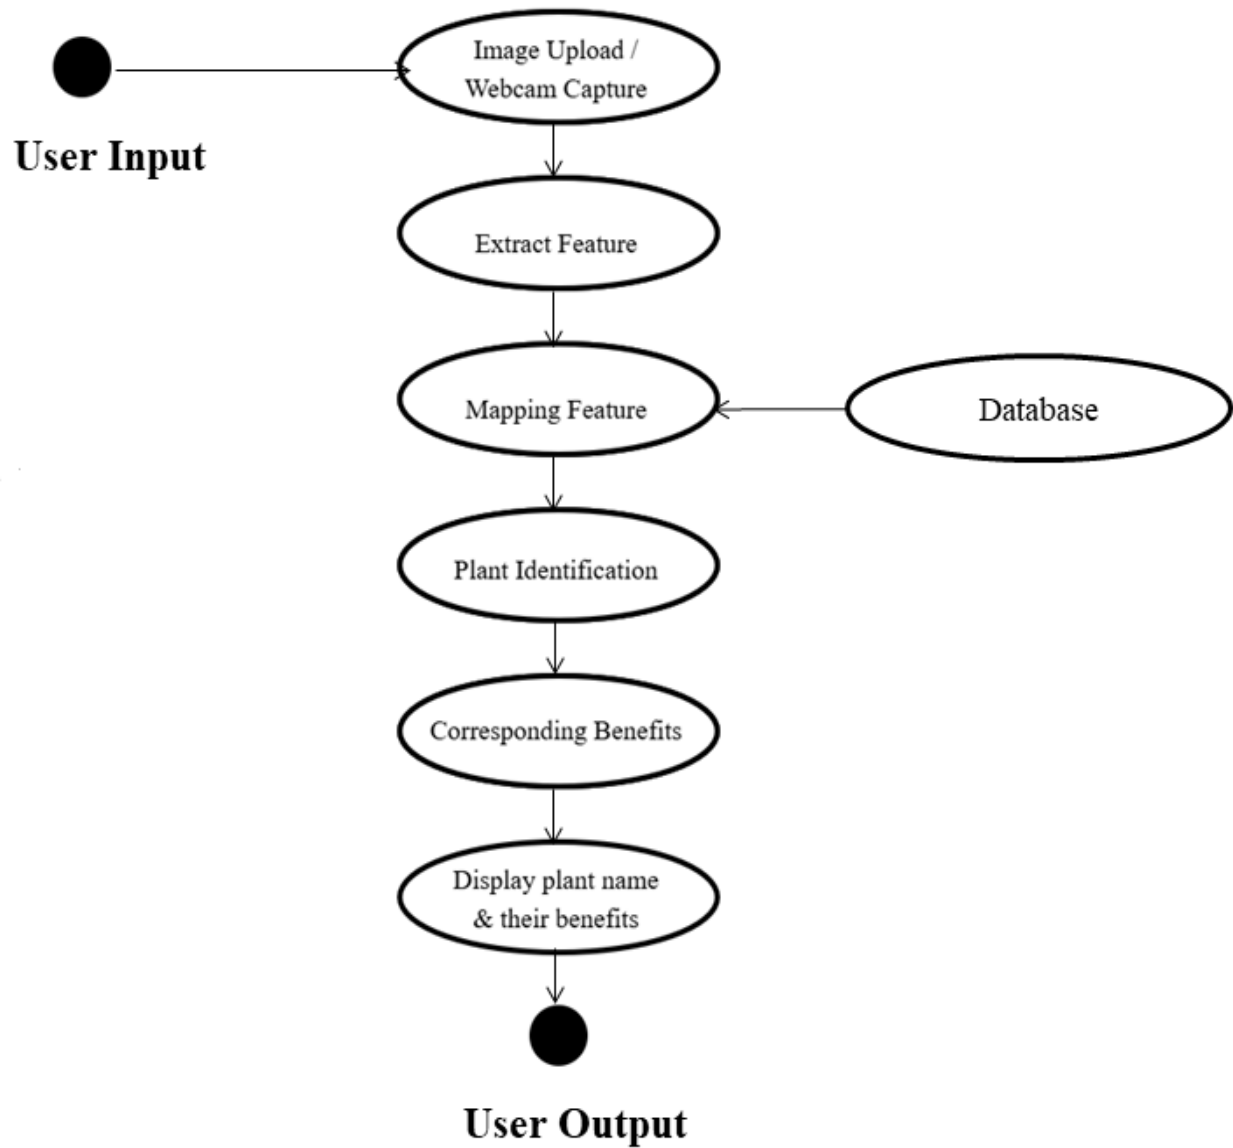 Image Upload /
Webcam Capture
User Input
Extract Feature
Mapping Feature
Database
Plant Identification
Corresponding Benefits
Display plant name
& their benefits
User Output